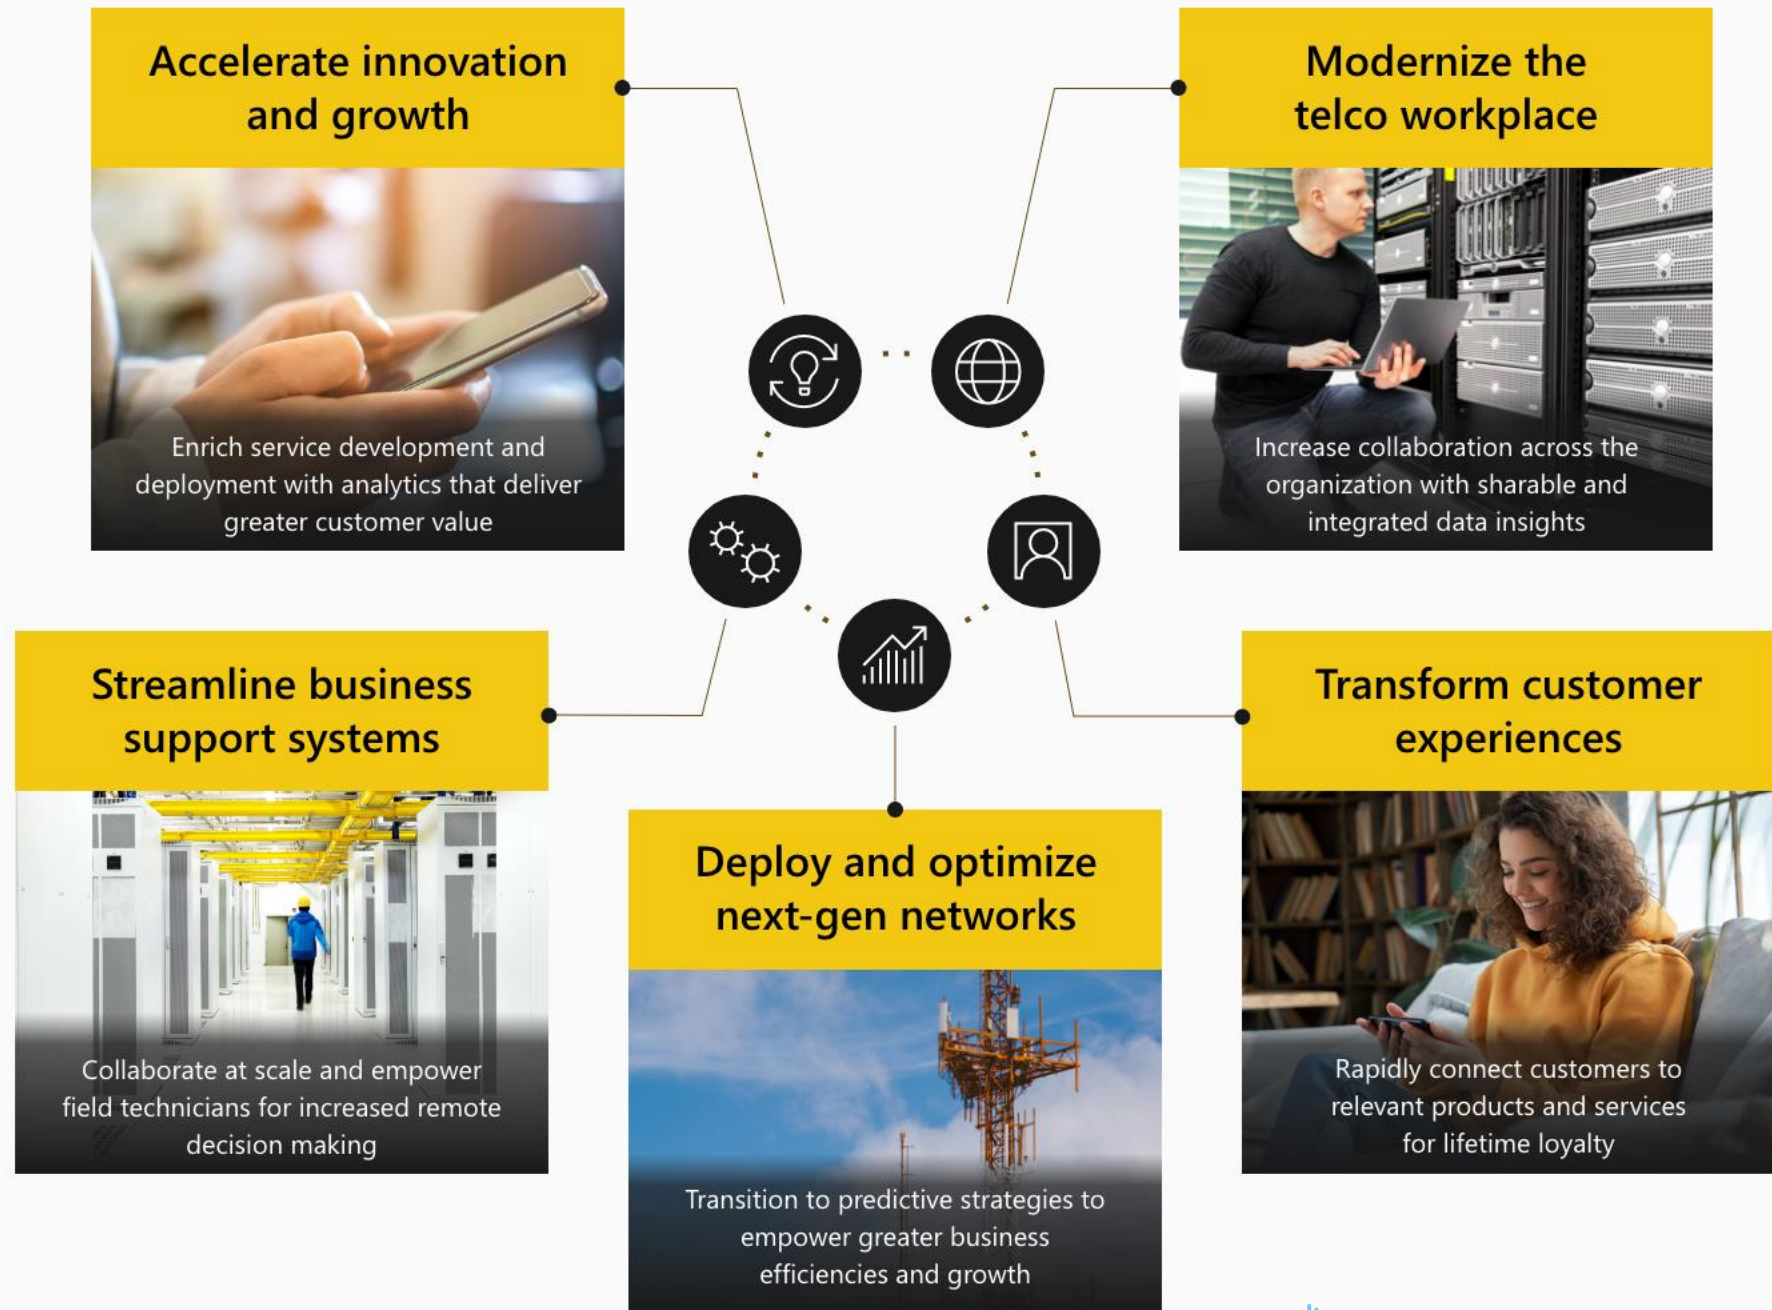 Accelerate innovation
and growth
Enrich service development and
deployment with analytics that deliver
greater customer value
Modernize the
telco workplace
Increase collaboration across the
organization with sharable and
integrated data insights
Streamline business
support systems
Collaborate at scale and empower
field technicians for increased remote
decision making
Deploy and optimize
next-gen networks
Transition to predictive strategies to
empower greater business
efficiencies and growth
Transform customer
experiences
Rapidly connect customers to
relevant products and services
for lifetime loyalty